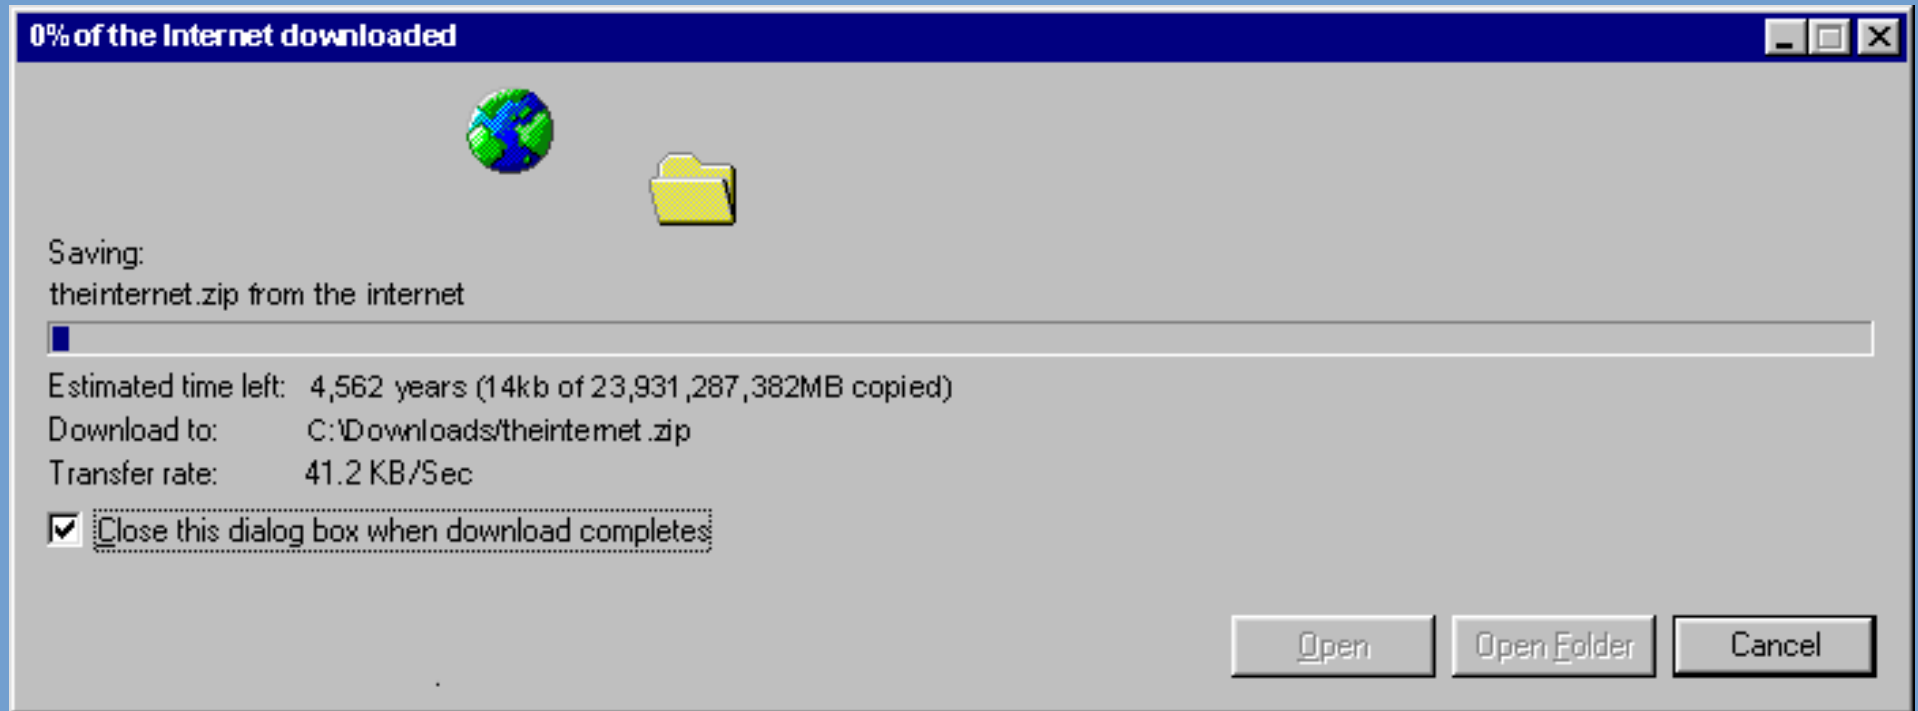 0% of the Internet downloaded
Saving:
theinternet.zip from the internet
Estimated time left: 4,562 years (14kb of 23,931,287,382MB copied)
Download to: C:\Downloads/theinternet.zip
Transfer rate: 41.2 KB/Sec
Close this dialog box when download completes
Open Open Folder Cancel